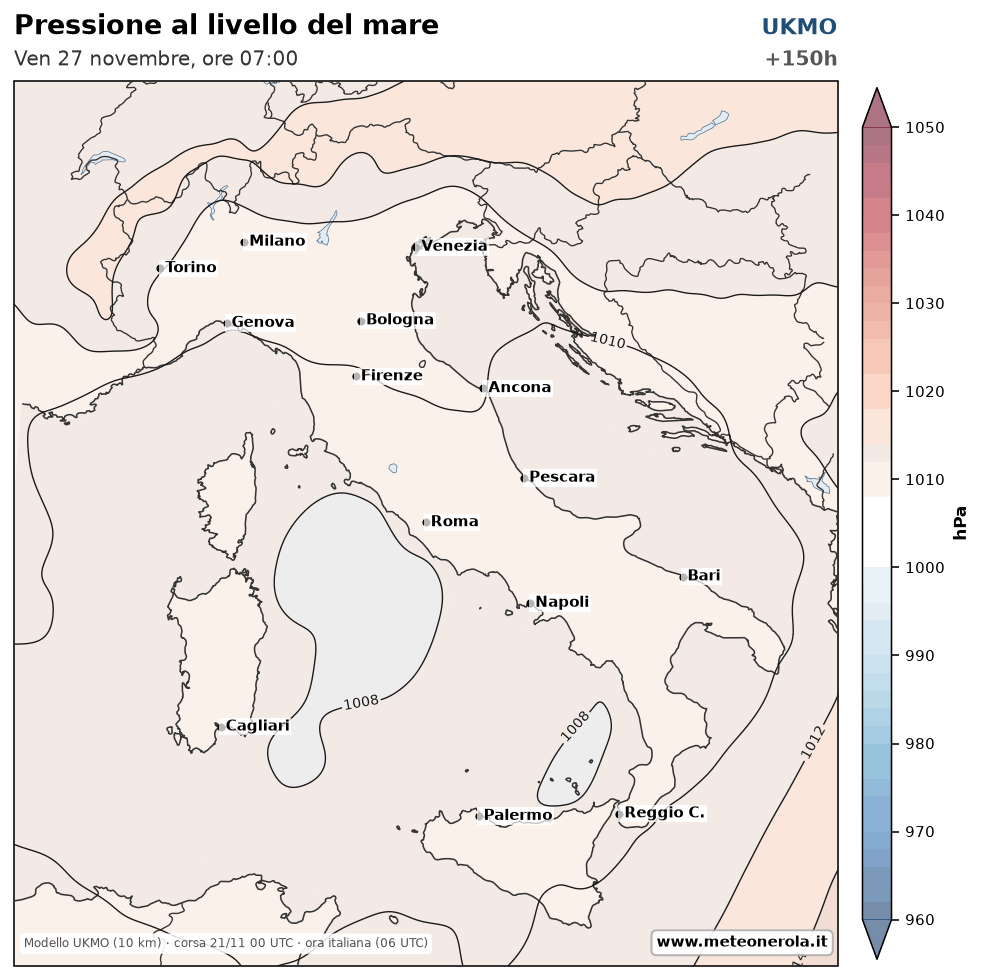 Pressione al livello del mare
UKMO
Ven 27 novembre, ore 07:00
+150h
1050
1040
1030
1020
1010
1000
990
980
970
960
hPa
Milano
Venezia
Torino
Genova
Bologna
1010
Firenze
Ancona
Pescara
Roma
Bari
Napoli
1008
Cagliari
1008
1012
Palermo
Reggio C.
Modello UKMO (10 km) · corsa 21/11 00 UTC · ora italiana (06 UTC)
www.meteonerola.it